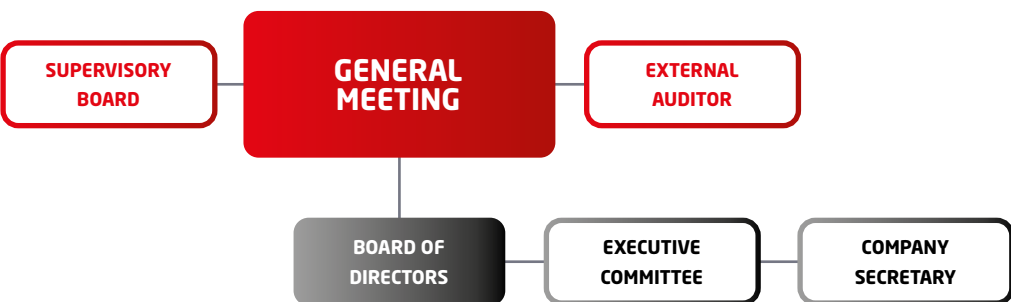 SUPERVISORY
BOARD
GENERAL
MEETING
EXTERNAL
AUDITOR
BOARD OF
DIRECTORS
EXECUTIVE
COMMITTEE
COMPANY
SECRETARY